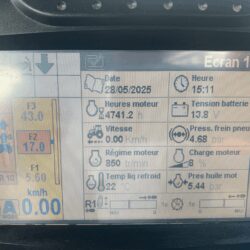 Ecran 1
Date
28/05/2025
Heure
15:11
Heures moteur
4741.2 h
Tension batterie
13.8 V
Vitesse
0.00 Km/h
Press. frein pneu
4.68 bar
Régime moteur
850 tr/min
Charge moteur
8 %
Temp liq refroid
22 °C
Pres huile mot
5.44 bar
F3
43.0
F2
17.0
F1
5.60
km/h
A 0.00
R1